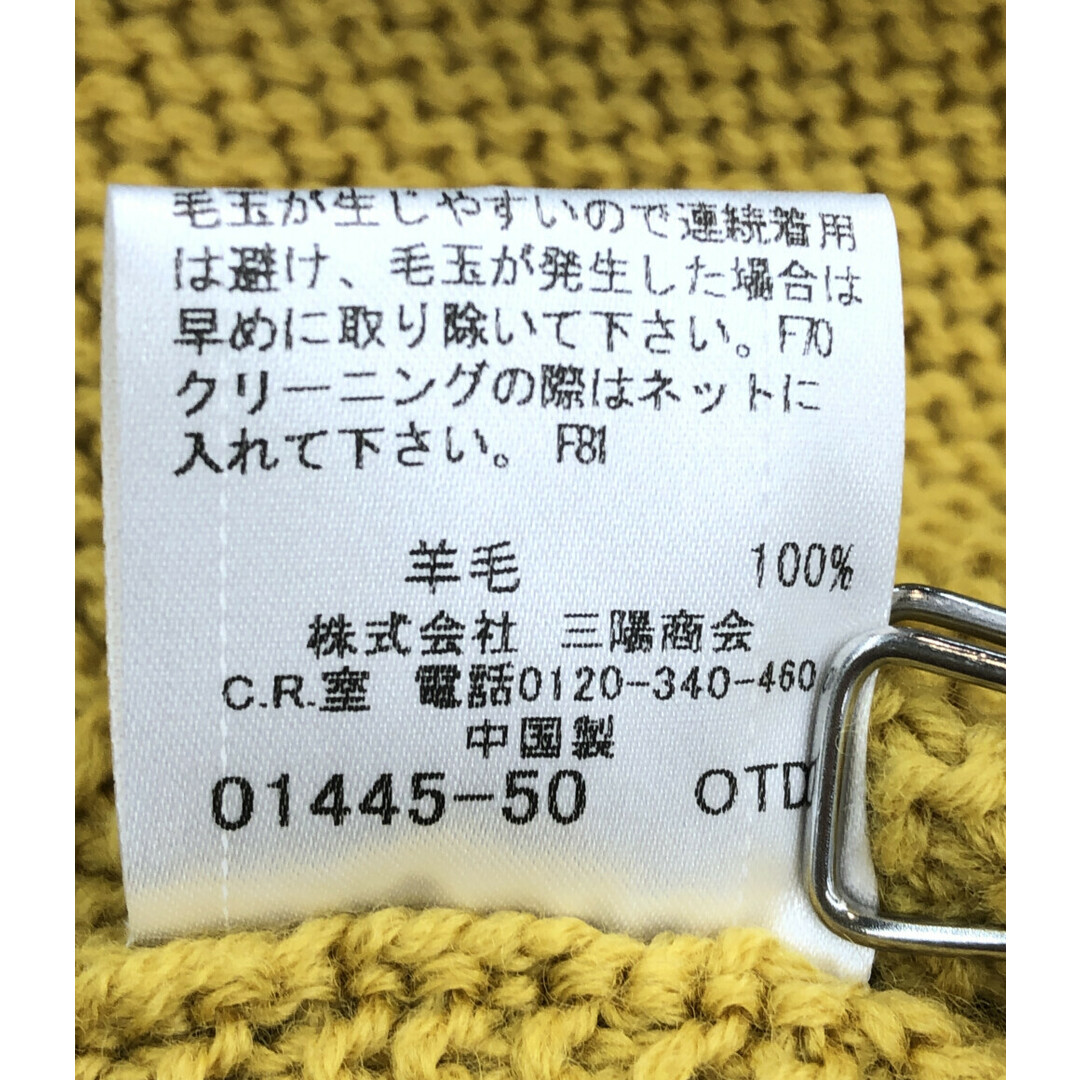 毛玉が生じやすいので連続着用
は避け、毛玉が発生した場合は
早めに取り除いて下さい。F70
クリーニングの際はネットに
入れて下さい。F81
羊毛 100%
株式会社 三陽商会
C.R.室 電話0120-340-460
中国製
01445-50 OTD